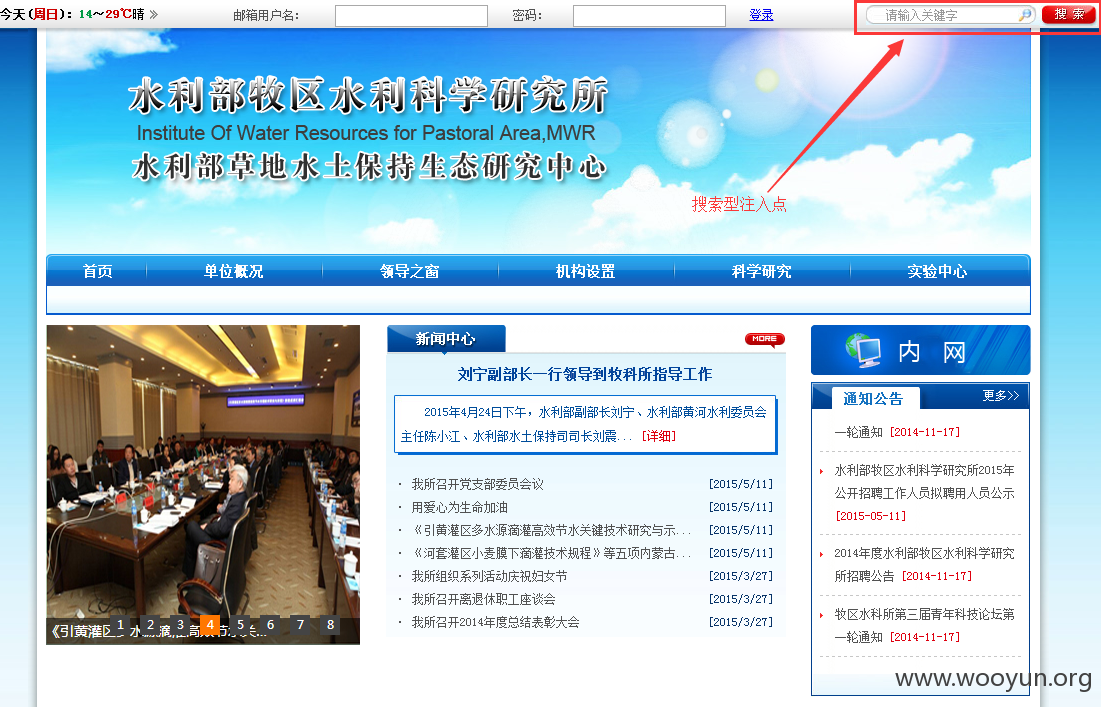 今天(周日): 14～29℃晴 >>
邮箱用户名:
密码:
登录
请输入关键字
搜 索
水利部牧区水利科学研究所
Institute Of Water Resources for Pastoral Area,MWR
水利部草地水土保持生态研究中心
搜索型注入点
首页
单位概况
领导之窗
机构设置
科学研究
实验中心
1 2 3 4 5 6 7 8
新闻中心
MORE
刘宁副部长一行领导到牧科所指导工作
2015年4月24日下午，水利部副部长刘宁、水利部黄河水利委员会
主任陈小江、水利部水土保持司司长刘震... [详细]
· 我所召开党支部委员会议 [2015/5/11]
· 用爱心为生命加油 [2015/5/11]
· 《引黄灌区多水源滴灌高效节水关键技术研究与示... [2015/5/11]
· 《河套灌区小麦膜下滴灌技术规程》等五项内蒙古... [2015/5/11]
· 我所组织系列活动庆祝妇女节 [2015/3/27]
· 我所召开离退休职工座谈会 [2015/3/27]
· 我所召开2014年度总结表彰大会 [2015/3/27]
内 网
通知公告
更多>>
一轮通知 [2014-11-17]
水利部牧区水利科学研究所2015年
公开招聘工作人员拟聘用人员公示
[2015-05-11]
2014年度水利部牧区水利科学研究
所招聘公告 [2014-11-17]
牧区水科所第三届青年科技论坛第
一轮通知 [2014-11-17]
www.wooyun.org